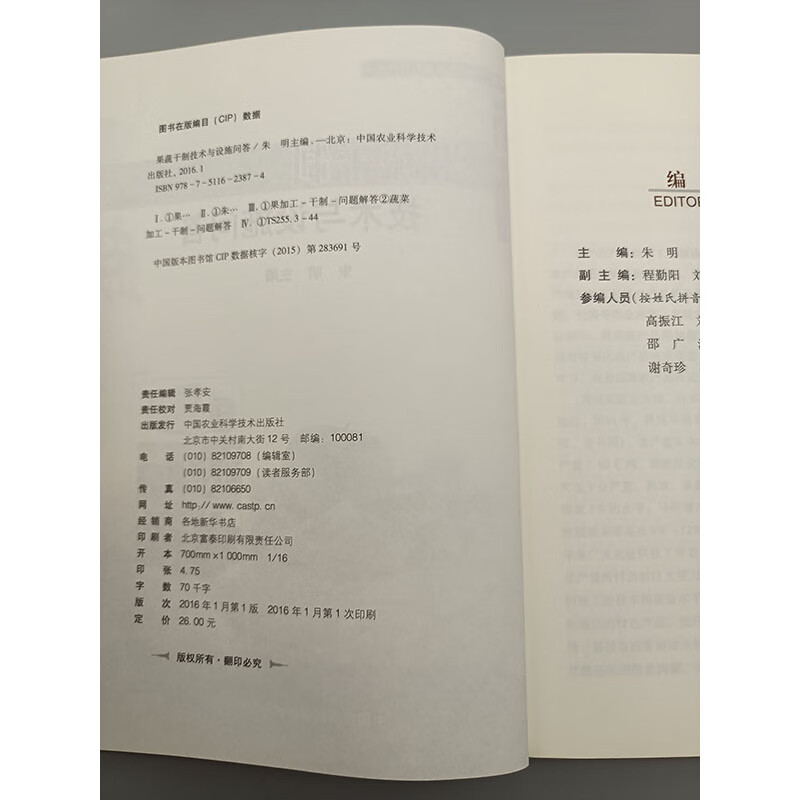 图书在版编目(CIP)数据
果蔬干制技术与设施问答/朱 明主编.—北京:中国农业科学技术
出版社,2016.1
ISBN 978-7-5116-2387-4
Ⅰ.①果… Ⅱ.①朱… Ⅲ.①果加工-干制-问题解答②蔬菜
加工-干制-问题解答 Ⅳ.①TS255.3-44
中国版本图书馆CIP数据核字(2015)第283691号
责任编辑 张孝安
责任校对 贾海霞
出版发行 中国农业科学技术出版社
北京市中关村南大街12号 邮编:100081
电 话 (010)82109708(编辑室)
(010)82109709(读者服务部)
传 真 (010)82106650
网 址 http://www.castp.cn
经 销 商 各地新华书店
印 刷 者 北京富泰印刷有限责任公司
开 本 700mm×1 000mm 1/16
印 张 4.75
字 数 70千字
版 次 2016年1月第1版 2016年1月第1次印刷
定 价 26.00元
版权所有·翻印必究
编
EDITOR
主 编:朱 明
副主编:程勤阳
参编人员(按姓氏拼音
高振江
邵 广
谢奇珍